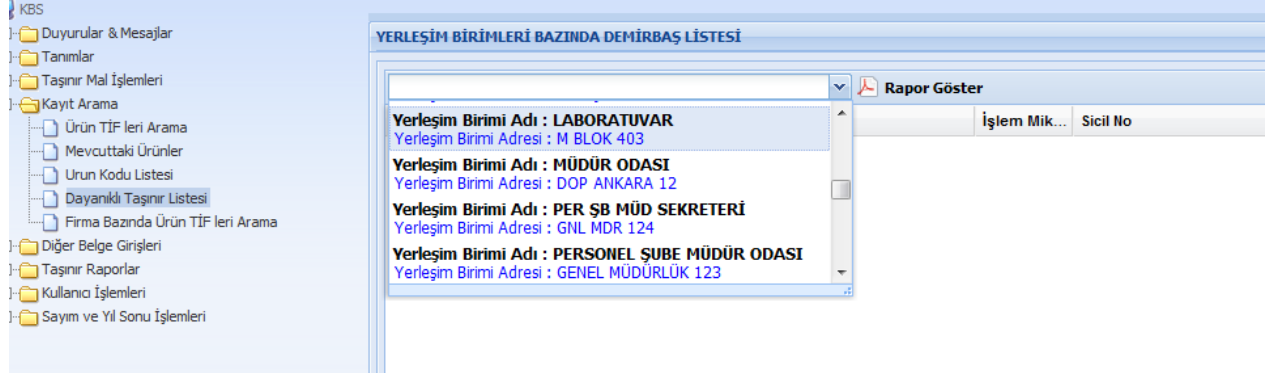 KBS
Duyurular & Mesajlar
Tanımlar
Taşınır Mal İşlemleri
Kayıt Arama
Ürün TİF leri Arama
Mevcuttaki Ürünler
Urun Kodu Listesi
Dayanıklı Taşınır Listesi
Firma Bazında Ürün TİF leri Arama
Diğer Belge Girişleri
Taşınır Raporlar
Kullanıcı İşlemleri
Sayım ve Yıl Sonu İşlemleri
YERLEŞİM BİRİMLERİ BAZINDA DEMİRBAŞ LİSTESİ
Rapor Göster
İşlem Mik... Sicil No
Yerleşim Birimi Adı : LABORATUVAR
Yerleşim Birimi Adresi : M BLOK 403
Yerleşim Birimi Adı : MÜDÜR ODASI
Yerleşim Birimi Adresi : DOP ANKARA 12
Yerleşim Birimi Adı : PER ŞB MÜD SEKRETERİ
Yerleşim Birimi Adresi : GNL MDR 124
Yerleşim Birimi Adı : PERSONEL ŞUBE MÜDÜR ODASI
Yerleşim Birimi Adresi : GENEL MÜDÜRLÜK 123